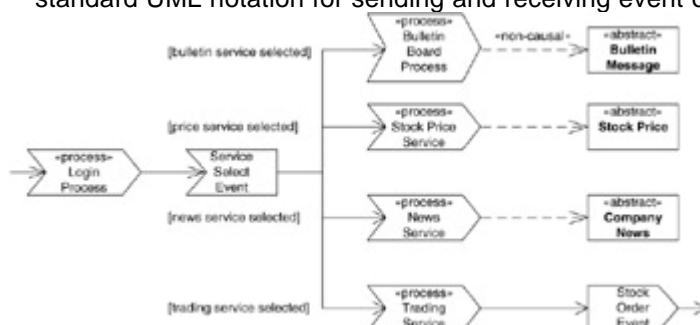 standard UML notation for sending and receiving event
«process»
Bulletin
Board
Process
«non-causal»
«abstract»
Bulletin
Message
[bulletin service selected]
[price service selected]
«process»
Stock Price
Service
«abstract»
Stock Price
«process»
Login
Process
Service
Select
Event
[news service selected]
«process»
News
Service
«abstract»
Company
News
[trading service selected]
«process»
Trading
Service
Stock
Order
Event